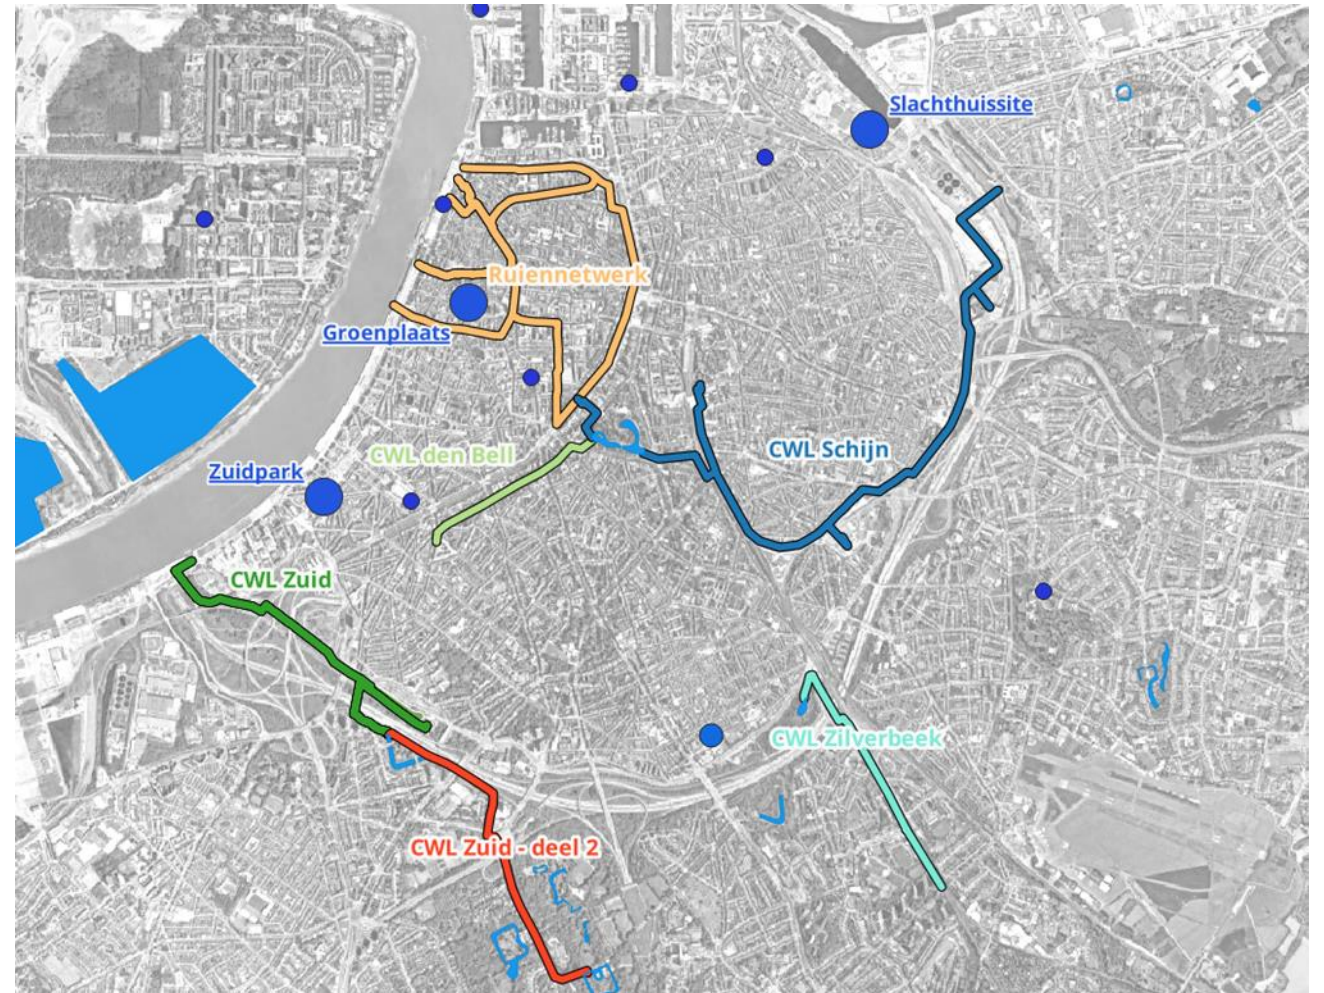 Slachthuissite
Ruiennetwerk
Groenplaats
CWL den Bell
CWL Schijn
Zuidpark
CWL Zuid
CWL Zilverbeek
CWL Zuid - deel 2